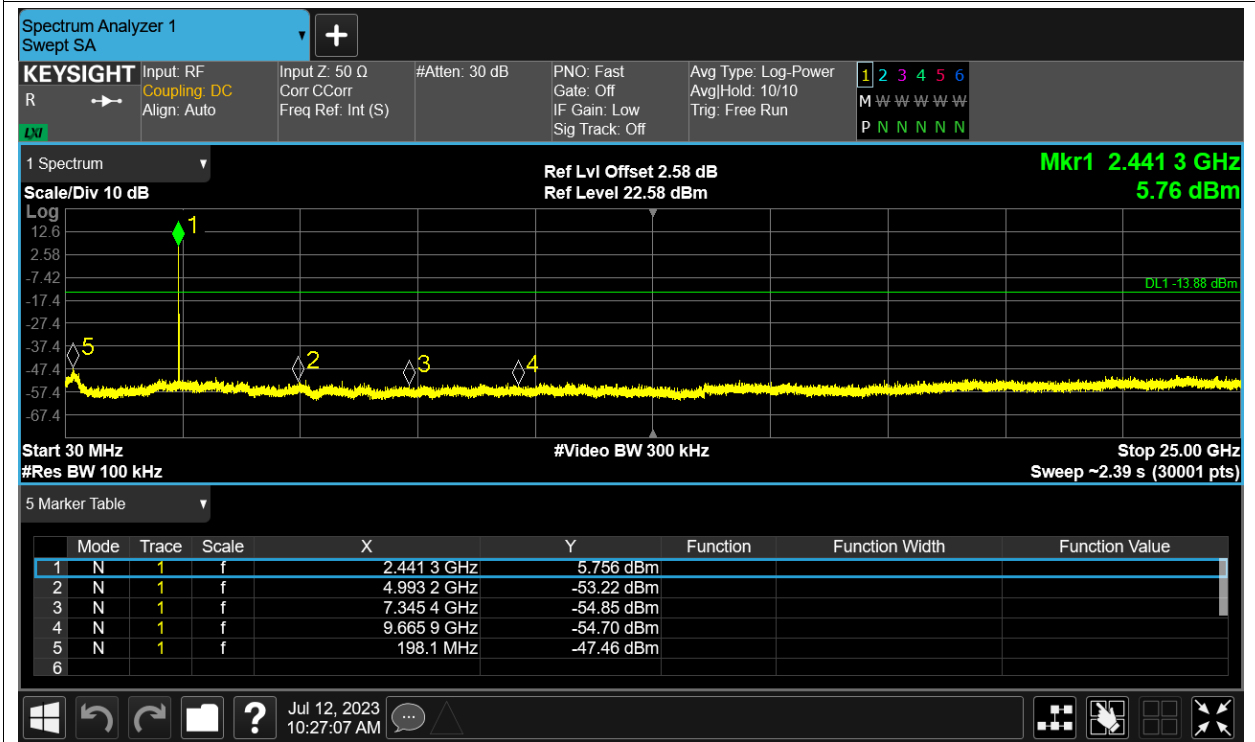 Spectrum Analyzer 1
Swept SA
KEYSIGHT
R
LXI
Input: RF
Coupling: DC
Align: Auto
Input Z: 50 Ω
Corr CCorr
Freq Ref: Int (S)
#Atten: 30 dB
PNO: Fast
Gate: Off
IF Gain: Low
Sig Track: Off
Avg Type: Log-Power
Avg|Hold: 10/10
Trig: Free Run
1 2 3 4 5 6
M W W W W W
P N N N N N
1 Spectrum
Scale/Div 10 dB
Ref Lvl Offset 2.58 dB
Ref Level 22.58 dBm
Mkr1 2.441 3 GHz
5.76 dBm
Log
12.6
2.58
-7.42
-17.4
-27.4
-37.4
-47.4
-57.4
-67.4
1
DL1 -13.88 dBm
5
2
3
4
Start 30 MHz
#Video BW 300 kHz
Stop 25.00 GHz
#Res BW 100 kHz
Sweep ~2.39 s (30001 pts)
5 Marker Table
Mode Trace Scale X Y Function Function Width Function Value
1 N 1 f 2.441 3 GHz 5.756 dBm
2 N 1 f 4.993 2 GHz -53.22 dBm
3 N 1 f 7.345 4 GHz -54.85 dBm
4 N 1 f 9.665 9 GHz -54.70 dBm
5 N 1 f 198.1 MHz -47.46 dBm
6
?
Jul 12, 2023
10:27:07 AM